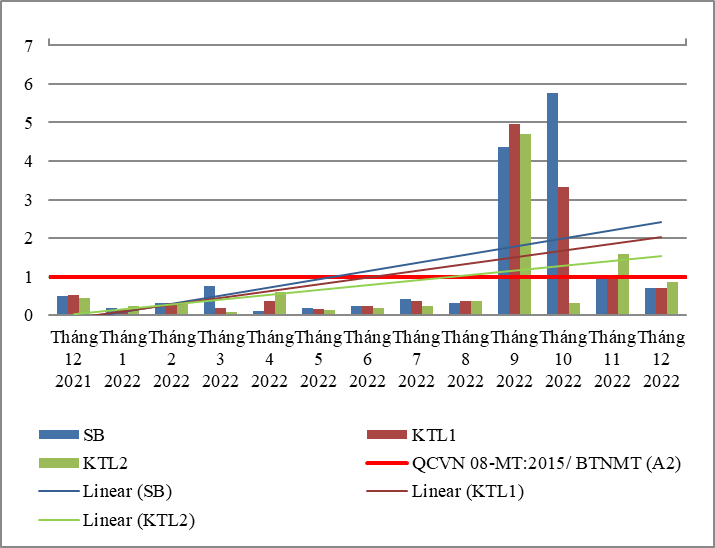 7
6
5
4
3
2
1
0
Tháng 12 2021
Tháng 1 2022
Tháng 2 2022
Tháng 3 2022
Tháng 4 2022
Tháng 5 2022
Tháng 6 2022
Tháng 7 2022
Tháng 8 2022
Tháng 9 2022
Tháng 10 2022
Tháng 11 2022
Tháng 12 2022
SB
KTL1
KTL2
QCVN 08-MT:2015/ BTNMT (A2)
Linear (SB)
Linear (KTL1)
Linear (KTL2)